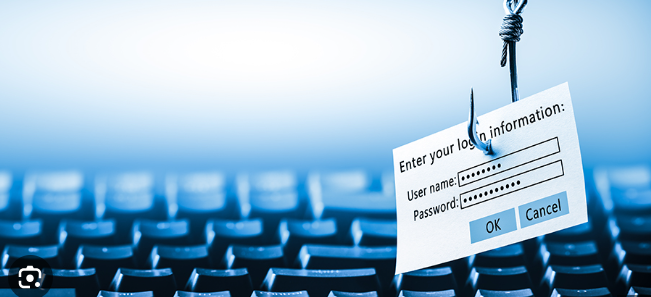 Enter your login information:
User name: ••••••••
Password: ••••••••••••
OK Cancel